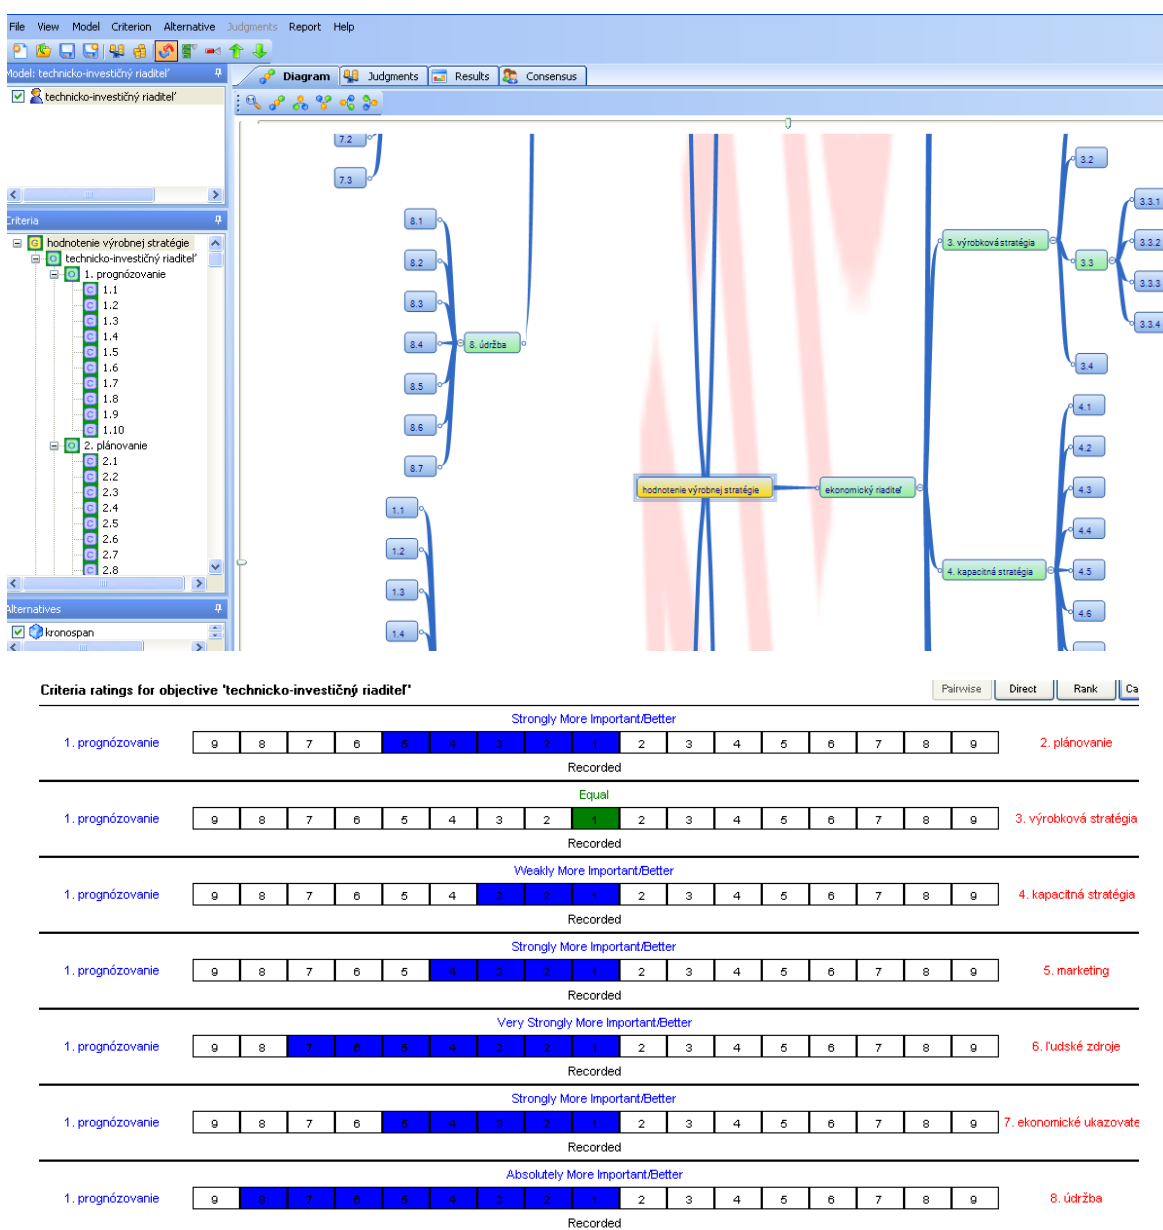 File View Model Criterion Alternative Judgments Report Help
Model: technicko-investičný riaditeľ
technicko-investičný riaditeľ
Diagram Judgments Results Consensus
Criteria
hodnotenie výrobnej stratégie
technicko-investičný riaditeľ
1. prognózovanie
1.1
1.2
1.3
1.4
1.5
1.6
1.7
1.8
1.9
1.10
2. plánovanie
2.1
2.2
2.3
2.4
2.5
2.6
2.7
2.8
Alternatives
kronospan
7.2
7.3
8.1
8.2
8.3
8.4
8. údržba
8.5
8.6
8.7
1.1
1.2
1.3
1.4
hodnotenie výrobnej stratégie
ekonomický riaditeľ
3. výrobková stratégia
3.2
3.3
3.3.1
3.3.2
3.3.3
3.3.4
3.4
4. kapacitná stratégia
4.1
4.2
4.3
4.4
4.5
4.6
Criteria ratings for objective 'technicko-investičný riaditeľ'
Pairwise Direct Rank Ca
Strongly More Important/Better
1. prognózovanie 9 8 7 6 5 4 3 2 1 2 3 4 5 6 7 8 9 2. plánovanie
Recorded
Equal
1. prognózovanie 9 8 7 6 5 4 3 2 1 2 3 4 5 6 7 8 9 3. výrobková stratégia
Recorded
Weakly More Important/Better
1. prognózovanie 9 8 7 6 5 4 3 2 1 2 3 4 5 6 7 8 9 4. kapacitná stratégia
Recorded
Strongly More Important/Better
1. prognózovanie 9 8 7 6 5 4 3 2 1 2 3 4 5 6 7 8 9 5. marketing
Recorded
Very Strongly More Important/Better
1. prognózovanie 9 8 7 6 5 4 3 2 1 2 3 4 5 6 7 8 9 6. ľudské zdroje
Recorded
Strongly More Important/Better
1. prognózovanie 9 8 7 6 5 4 3 2 1 2 3 4 5 6 7 8 9 7. ekonomické ukazovate
Recorded
Absolutely More Important/Better
1. prognózovanie 9 8 7 6 5 4 3 2 1 2 3 4 5 6 7 8 9 8. údržba
Recorded